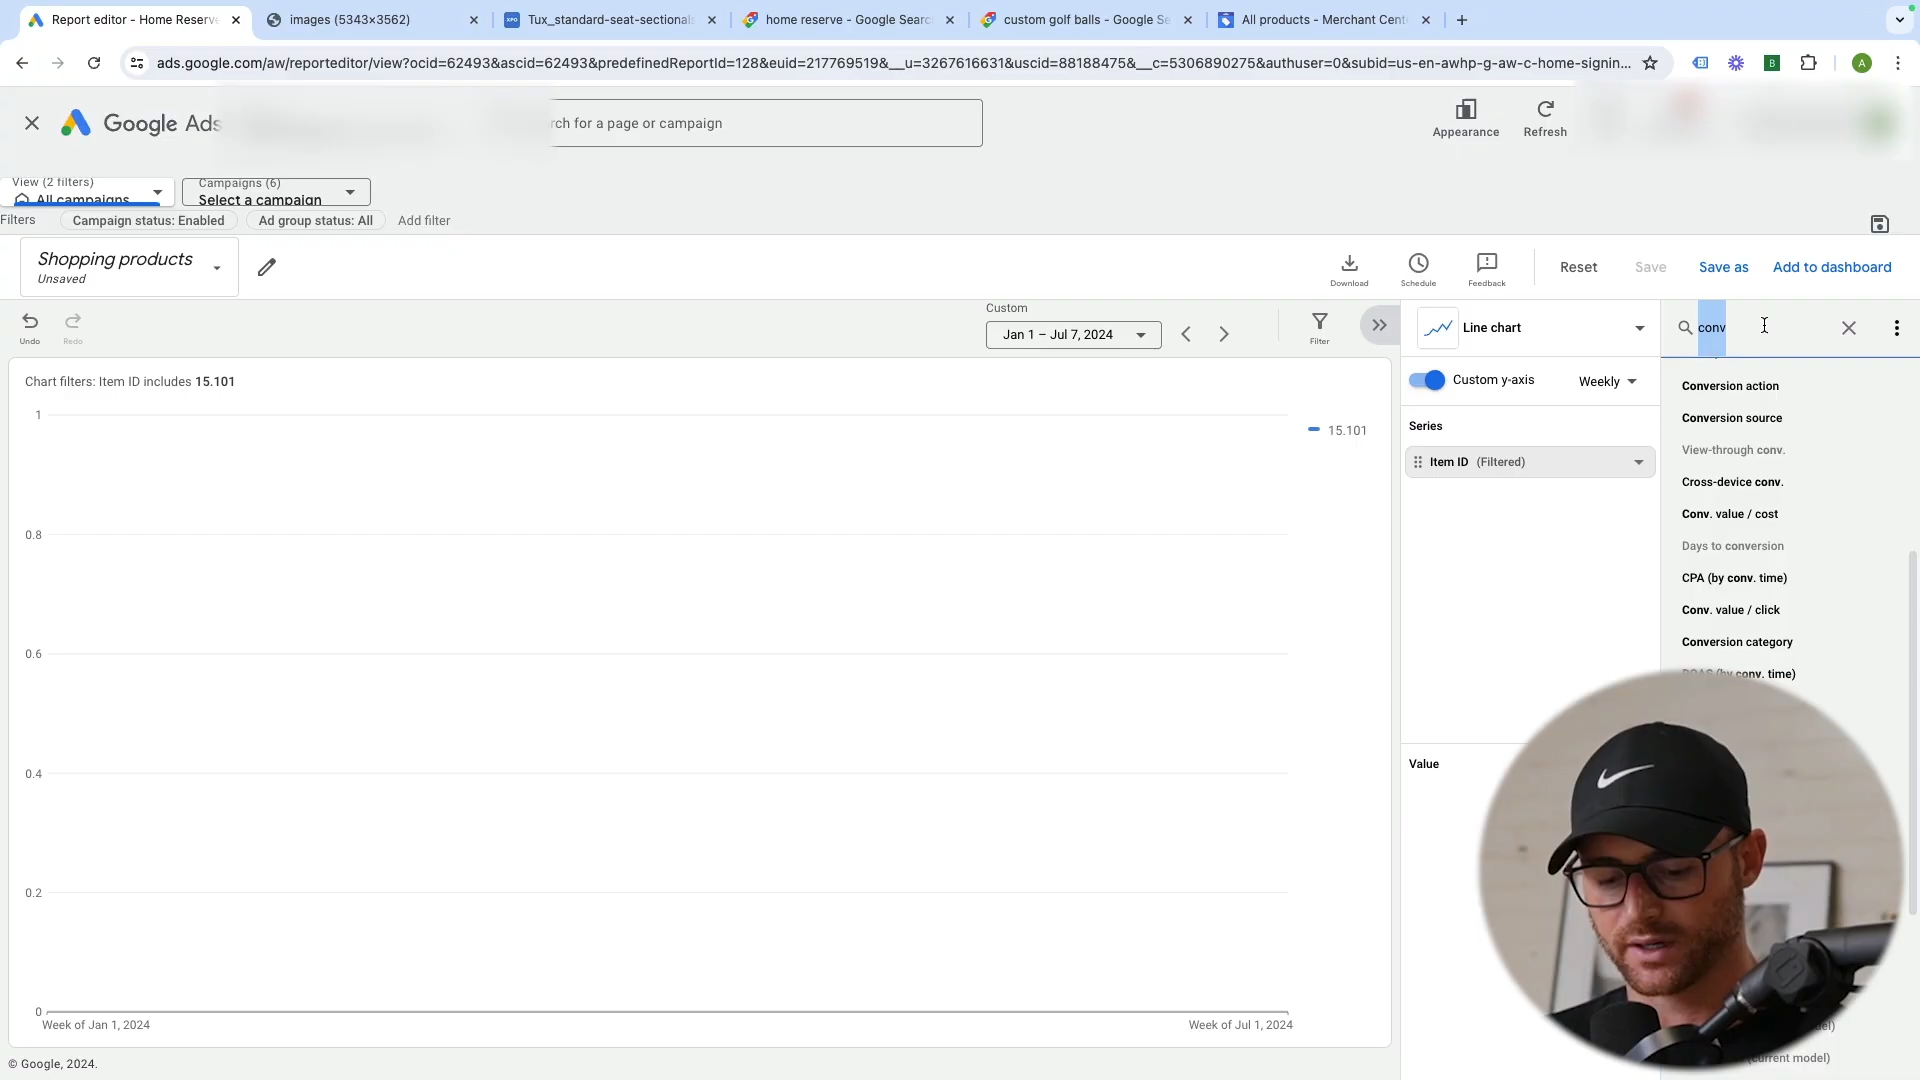 Report editor - Home Reserve
images (5343×3562)
Tux_standard-seat-sectionals
home reserve - Google Searc
custom golf balls - Google Se
All products - Merchant Cent
ads.google.com/aw/reporteditor/view?ocid=62493&ascid=62493&predefinedReportId=128&euid=217769519&__u=3267616631&uscid=88188475&__c=5306890275&authuser=0&subid=us-en-awhp-g-aw-c-home-signin...
A
Google Ads
rch for a page or campaign
Appearance
Refresh
View (2 filters)
All campaigns
Campaigns (6)
Select a campaign
Filters
Campaign status: Enabled
Ad group status: All
Add filter
Shopping products
Unsaved
Download
Schedule
Feedback
Reset
Save
Save as
Add to dashboard
Undo
Redo
Custom
Jan 1 – Jul 7, 2024
Filter
Line chart
conv
Chart filters: Item ID includes 15.101
Custom y-axis
Weekly
Series
Item ID (Filtered)
Value
Conversion action
Conversion source
View-through conv.
Cross-device conv.
Conv. value / cost
Days to conversion
CPA (by conv. time)
Conv. value / click
Conversion category
ROAS (by conv. time)
(current model)
1
0.8
0.6
0.4
0.2
0
15.101
Week of Jan 1, 2024
Week of Jul 1, 2024
© Google, 2024.